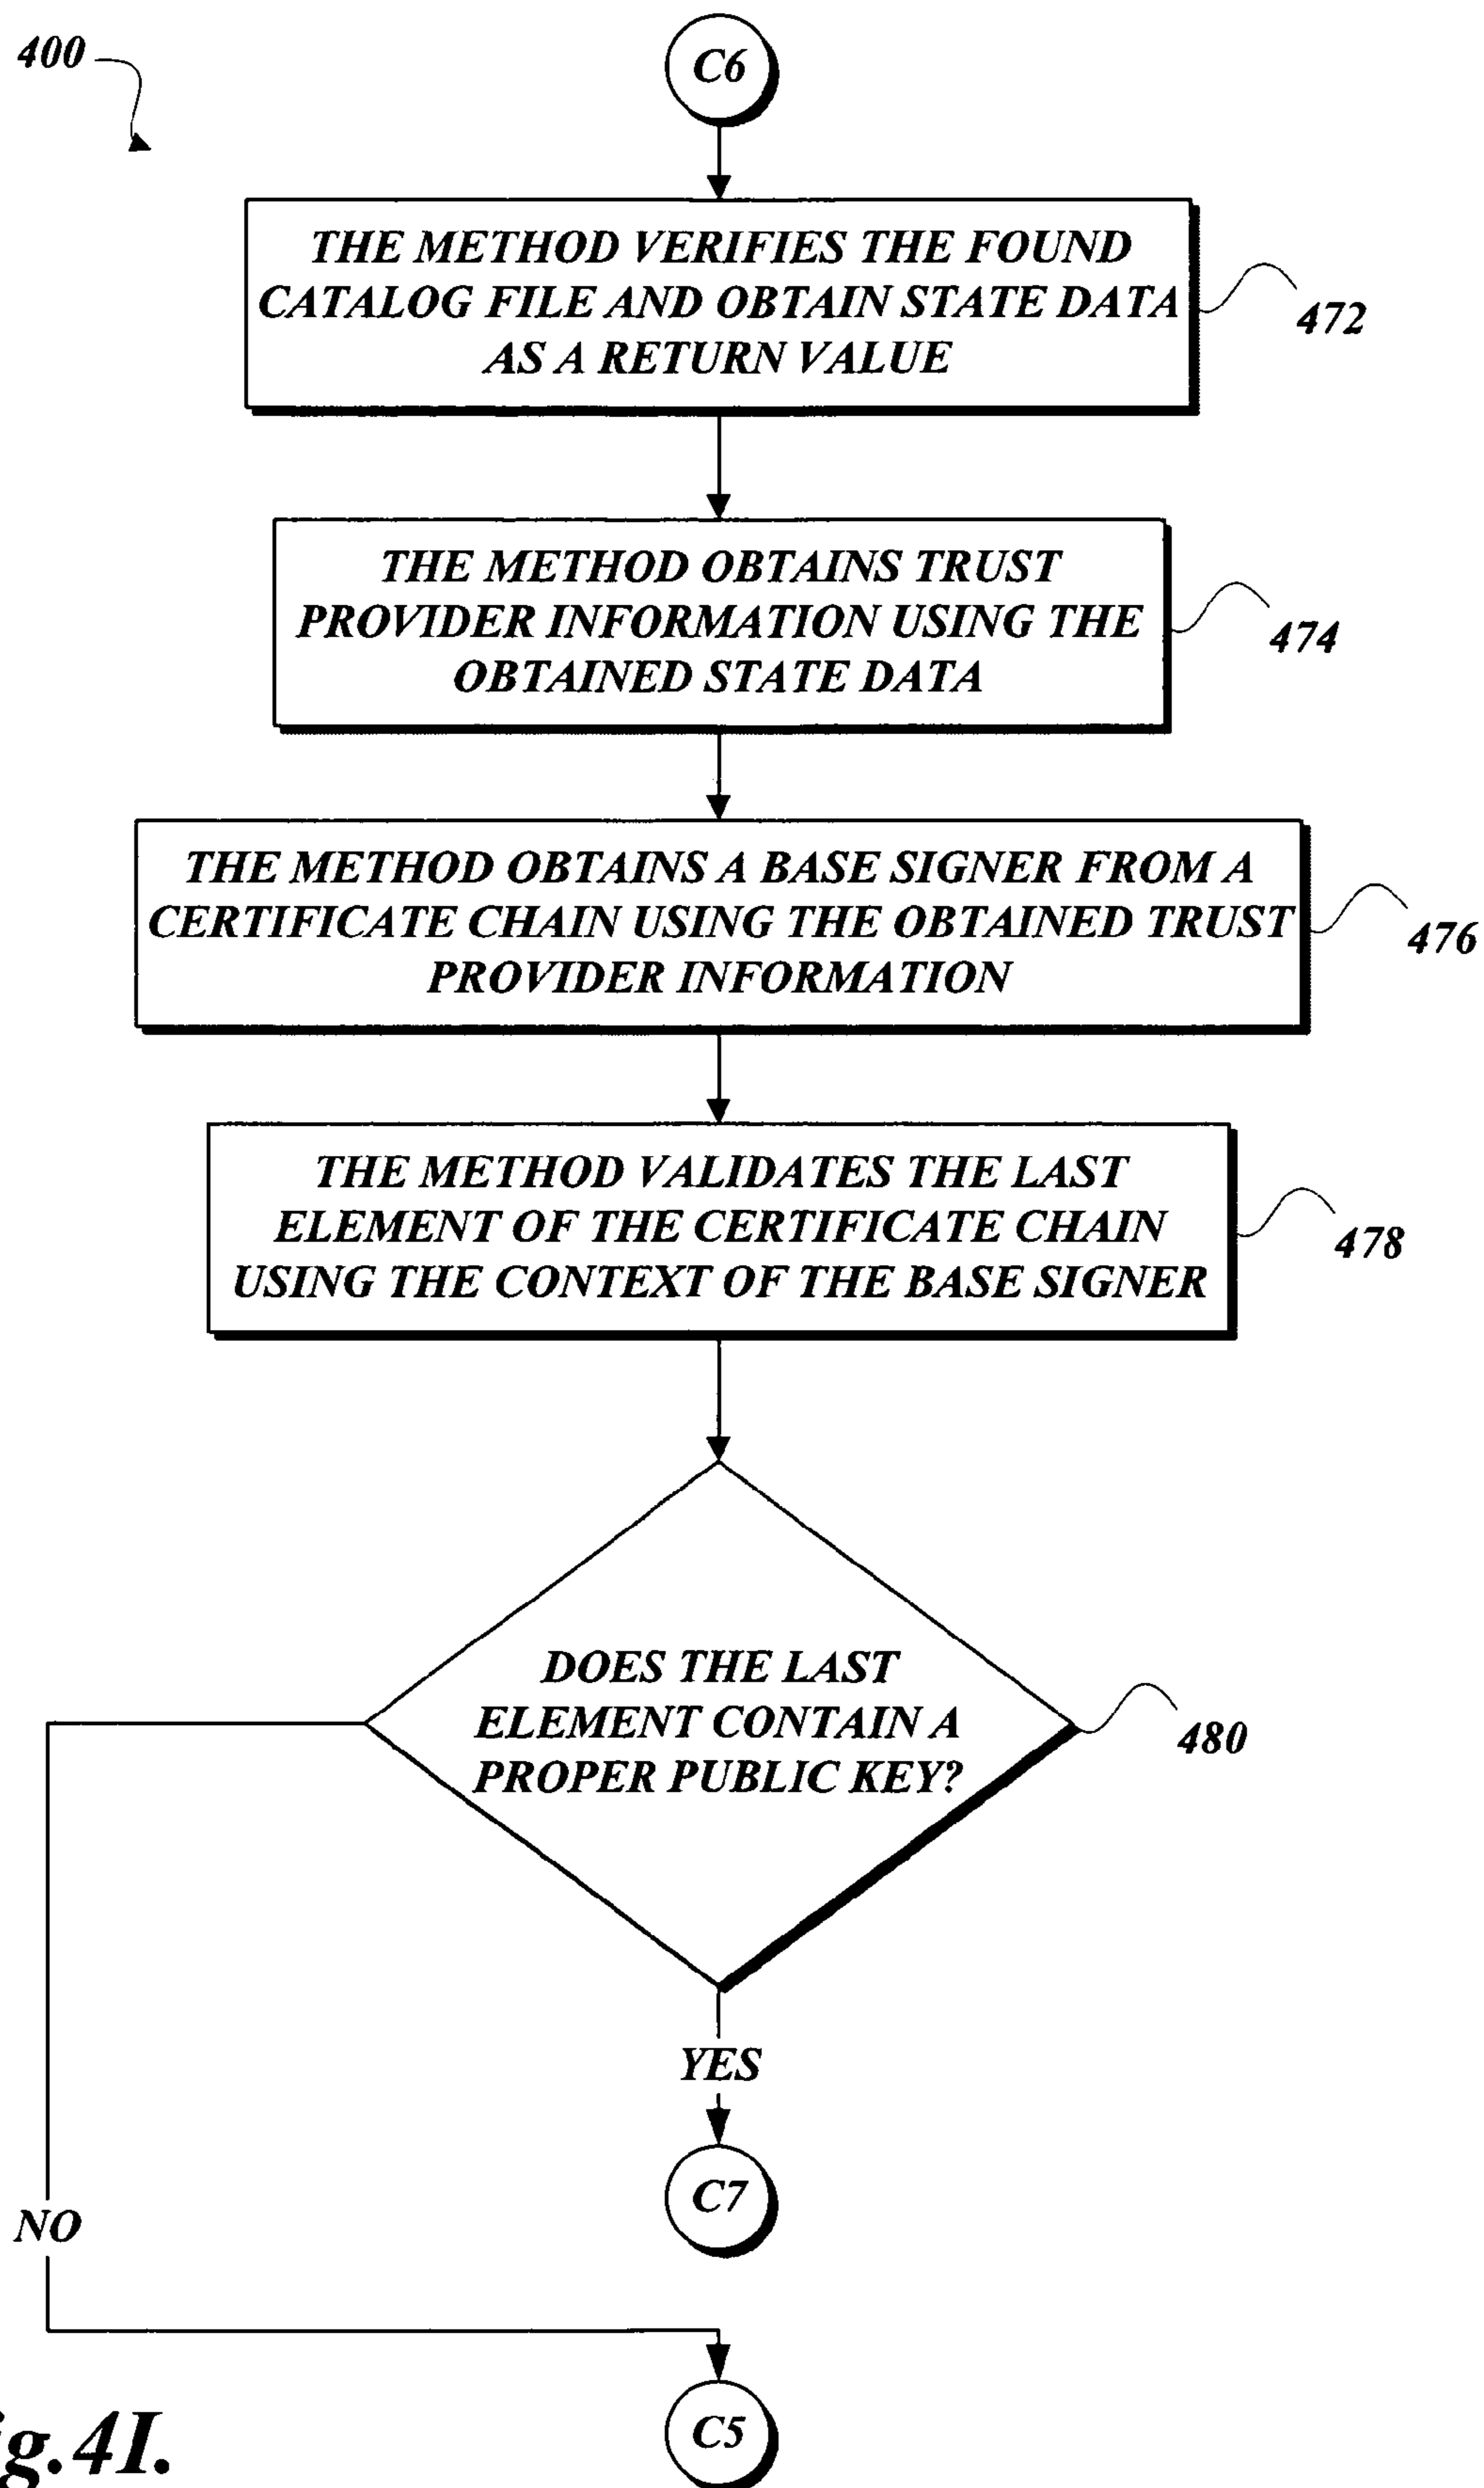 400
C6
THE METHOD VERIFIES THE FOUND
CATALOG FILE AND OBTAIN STATE DATA
AS A RETURN VALUE
472
THE METHOD OBTAINS TRUST
PROVIDER INFORMATION USING THE
OBTAINED STATE DATA
474
THE METHOD OBTAINS A BASE SIGNER FROM A
CERTIFICATE CHAIN USING THE OBTAINED TRUST
PROVIDER INFORMATION
476
THE METHOD VALIDATES THE LAST
ELEMENT OF THE CERTIFICATE CHAIN
USING THE CONTEXT OF THE BASE SIGNER
478
DOES THE LAST
ELEMENT CONTAIN A
PROPER PUBLIC KEY?
480
YES
C7
NO
C5
g.4I.